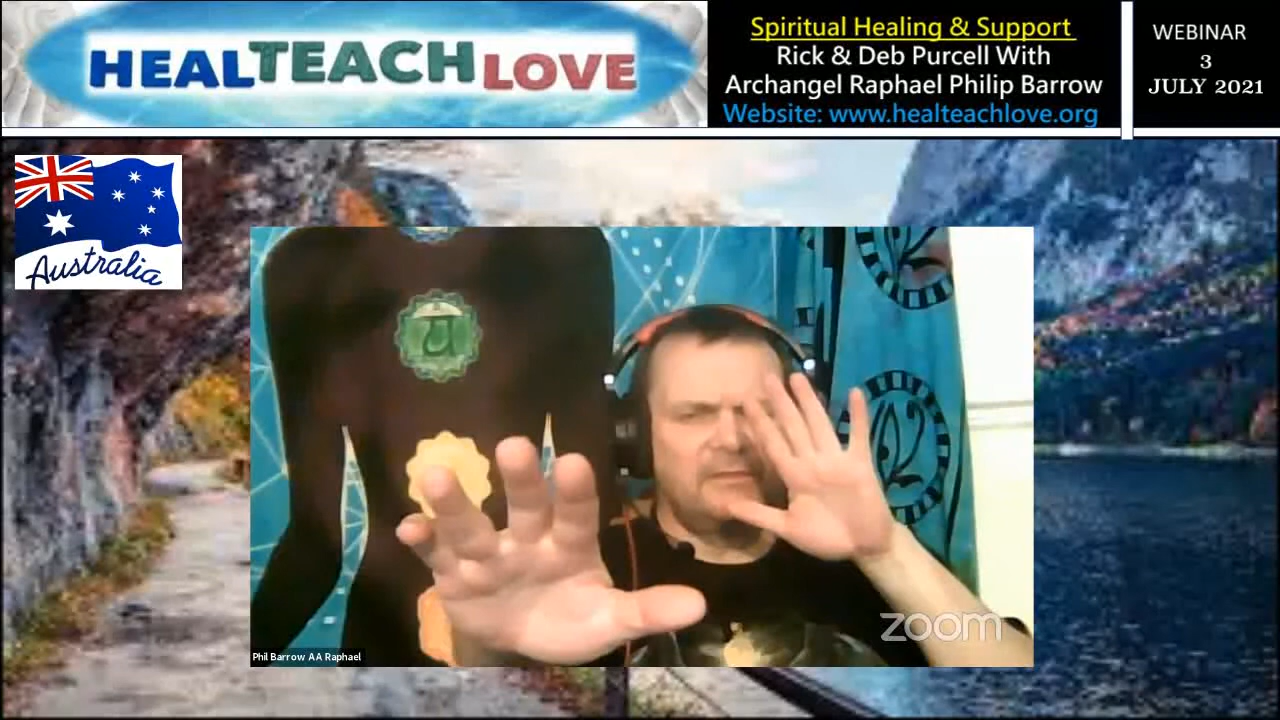 HEALTEACHLOVE
Spiritual Healing & Support
Rick & Deb Purcell With
Archangel Raphael Philip Barrow
Website: www.healteachlove.org
WEBINAR
3
JULY 2021
Australia
यं
zoom
Phil Barrow AA Raphael